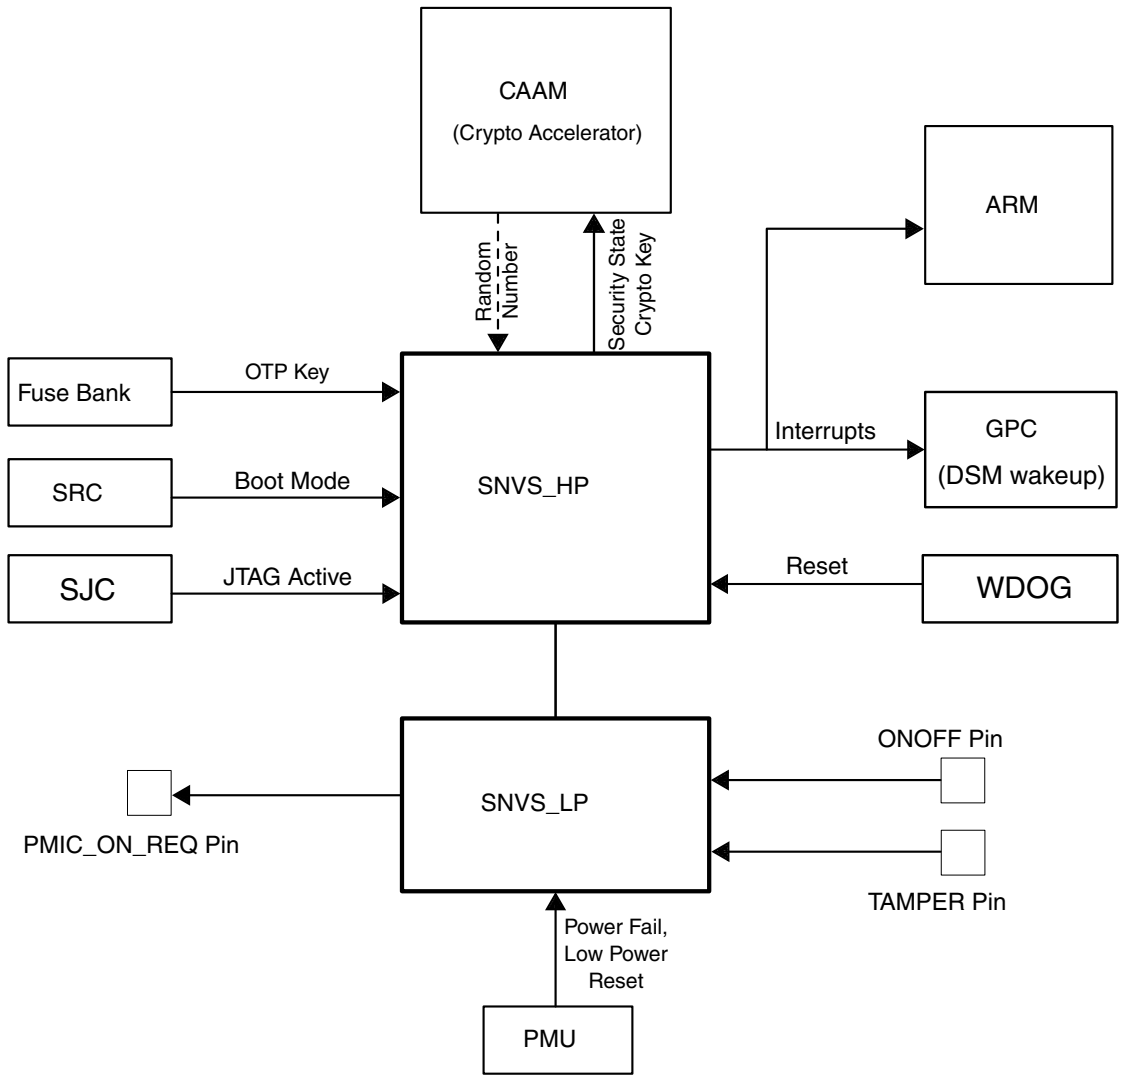 CAAM
(Crypto Accelerator)
ARM
Random
Number
Security State
Crypto Key
Fuse Bank
OTP Key
SRC
Boot Mode
SJC
JTAG Active
SNVS_HP
Interrupts
GPC
(DSM wakeup)
Reset
WDOG
SNVS_LP
PMIC_ON_REQ Pin
ONOFF Pin
TAMPER Pin
Power Fail,
Low Power
Reset
PMU